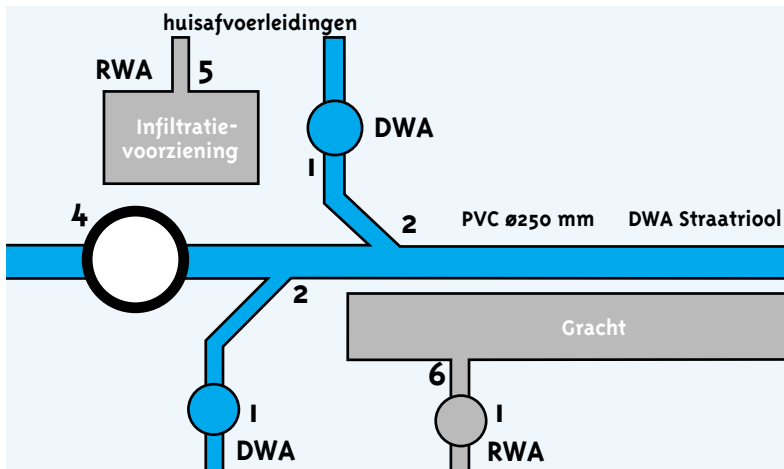 huisafvoerleidingen
RWA 5
Infiltratie-
voorziening
DWA
1
4
2
PVC ø250 mm DWA Straatriool
2
Gracht
6
1
DWA
1
RWA